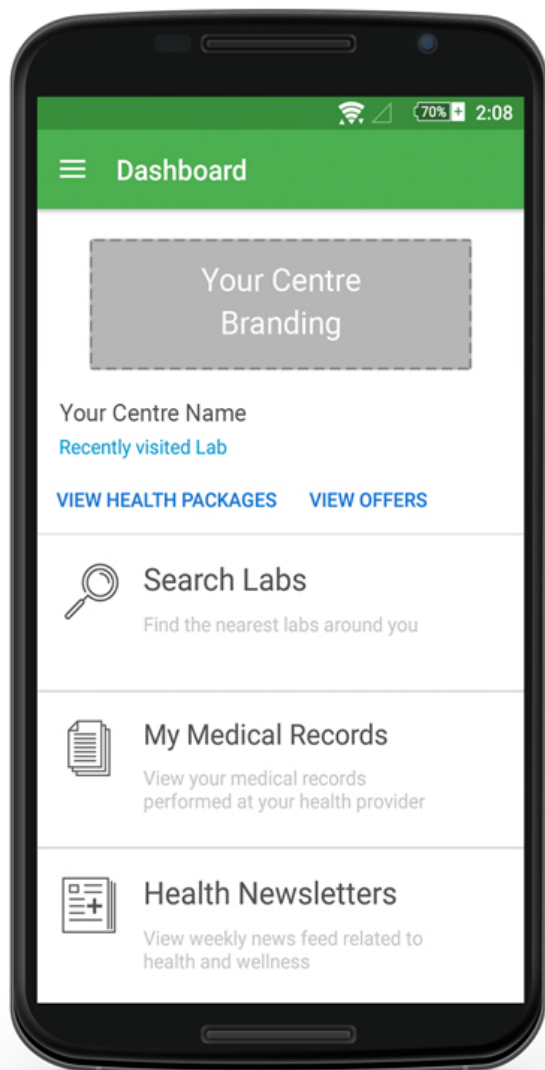 70% 2:08
Dashboard
Your Centre
Branding
Your Centre Name
Recently visited Lab
VIEW HEALTH PACKAGES VIEW OFFERS
Search Labs
Find the nearest labs around you
My Medical Records
View your medical records
performed at your health provider
Health Newsletters
View weekly news feed related to
health and wellness